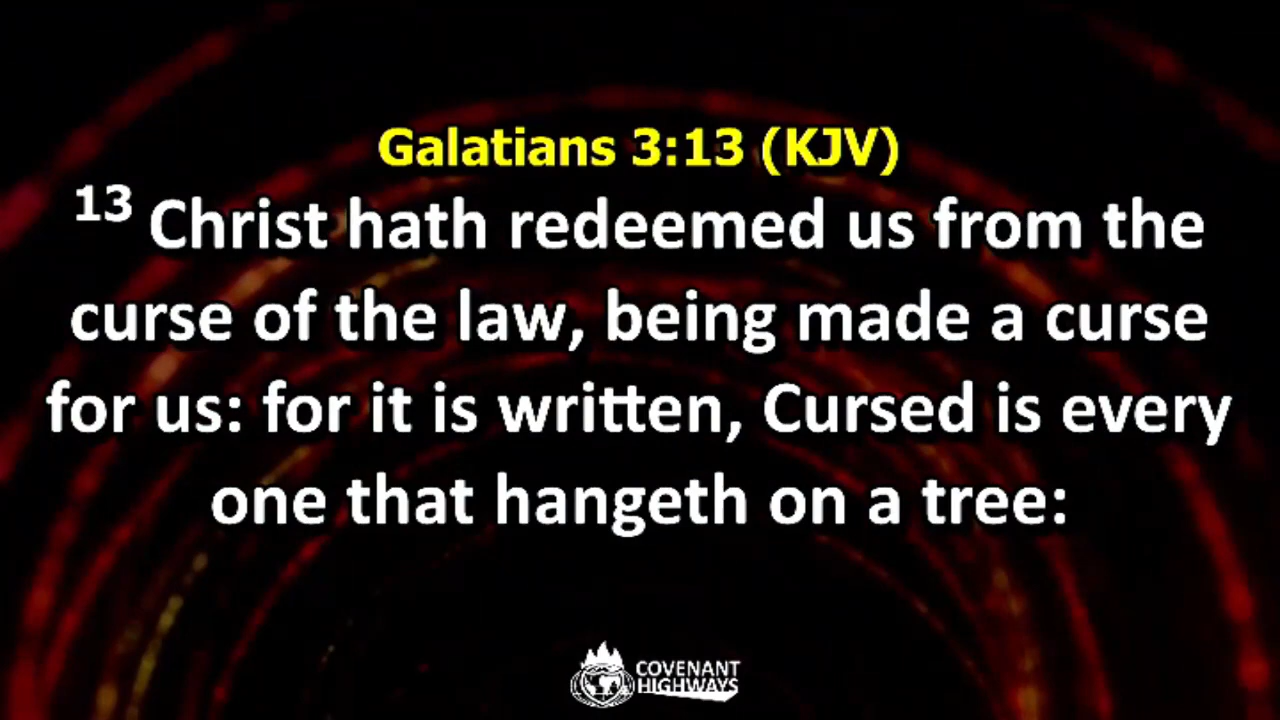 Galatians 3:13 (KJV)
13 Christ hath redeemed us from the
curse of the law, being made a curse
for us: for it is written, Cursed is every
one that hangeth on a tree:
COVENANT
HIGHWAYS